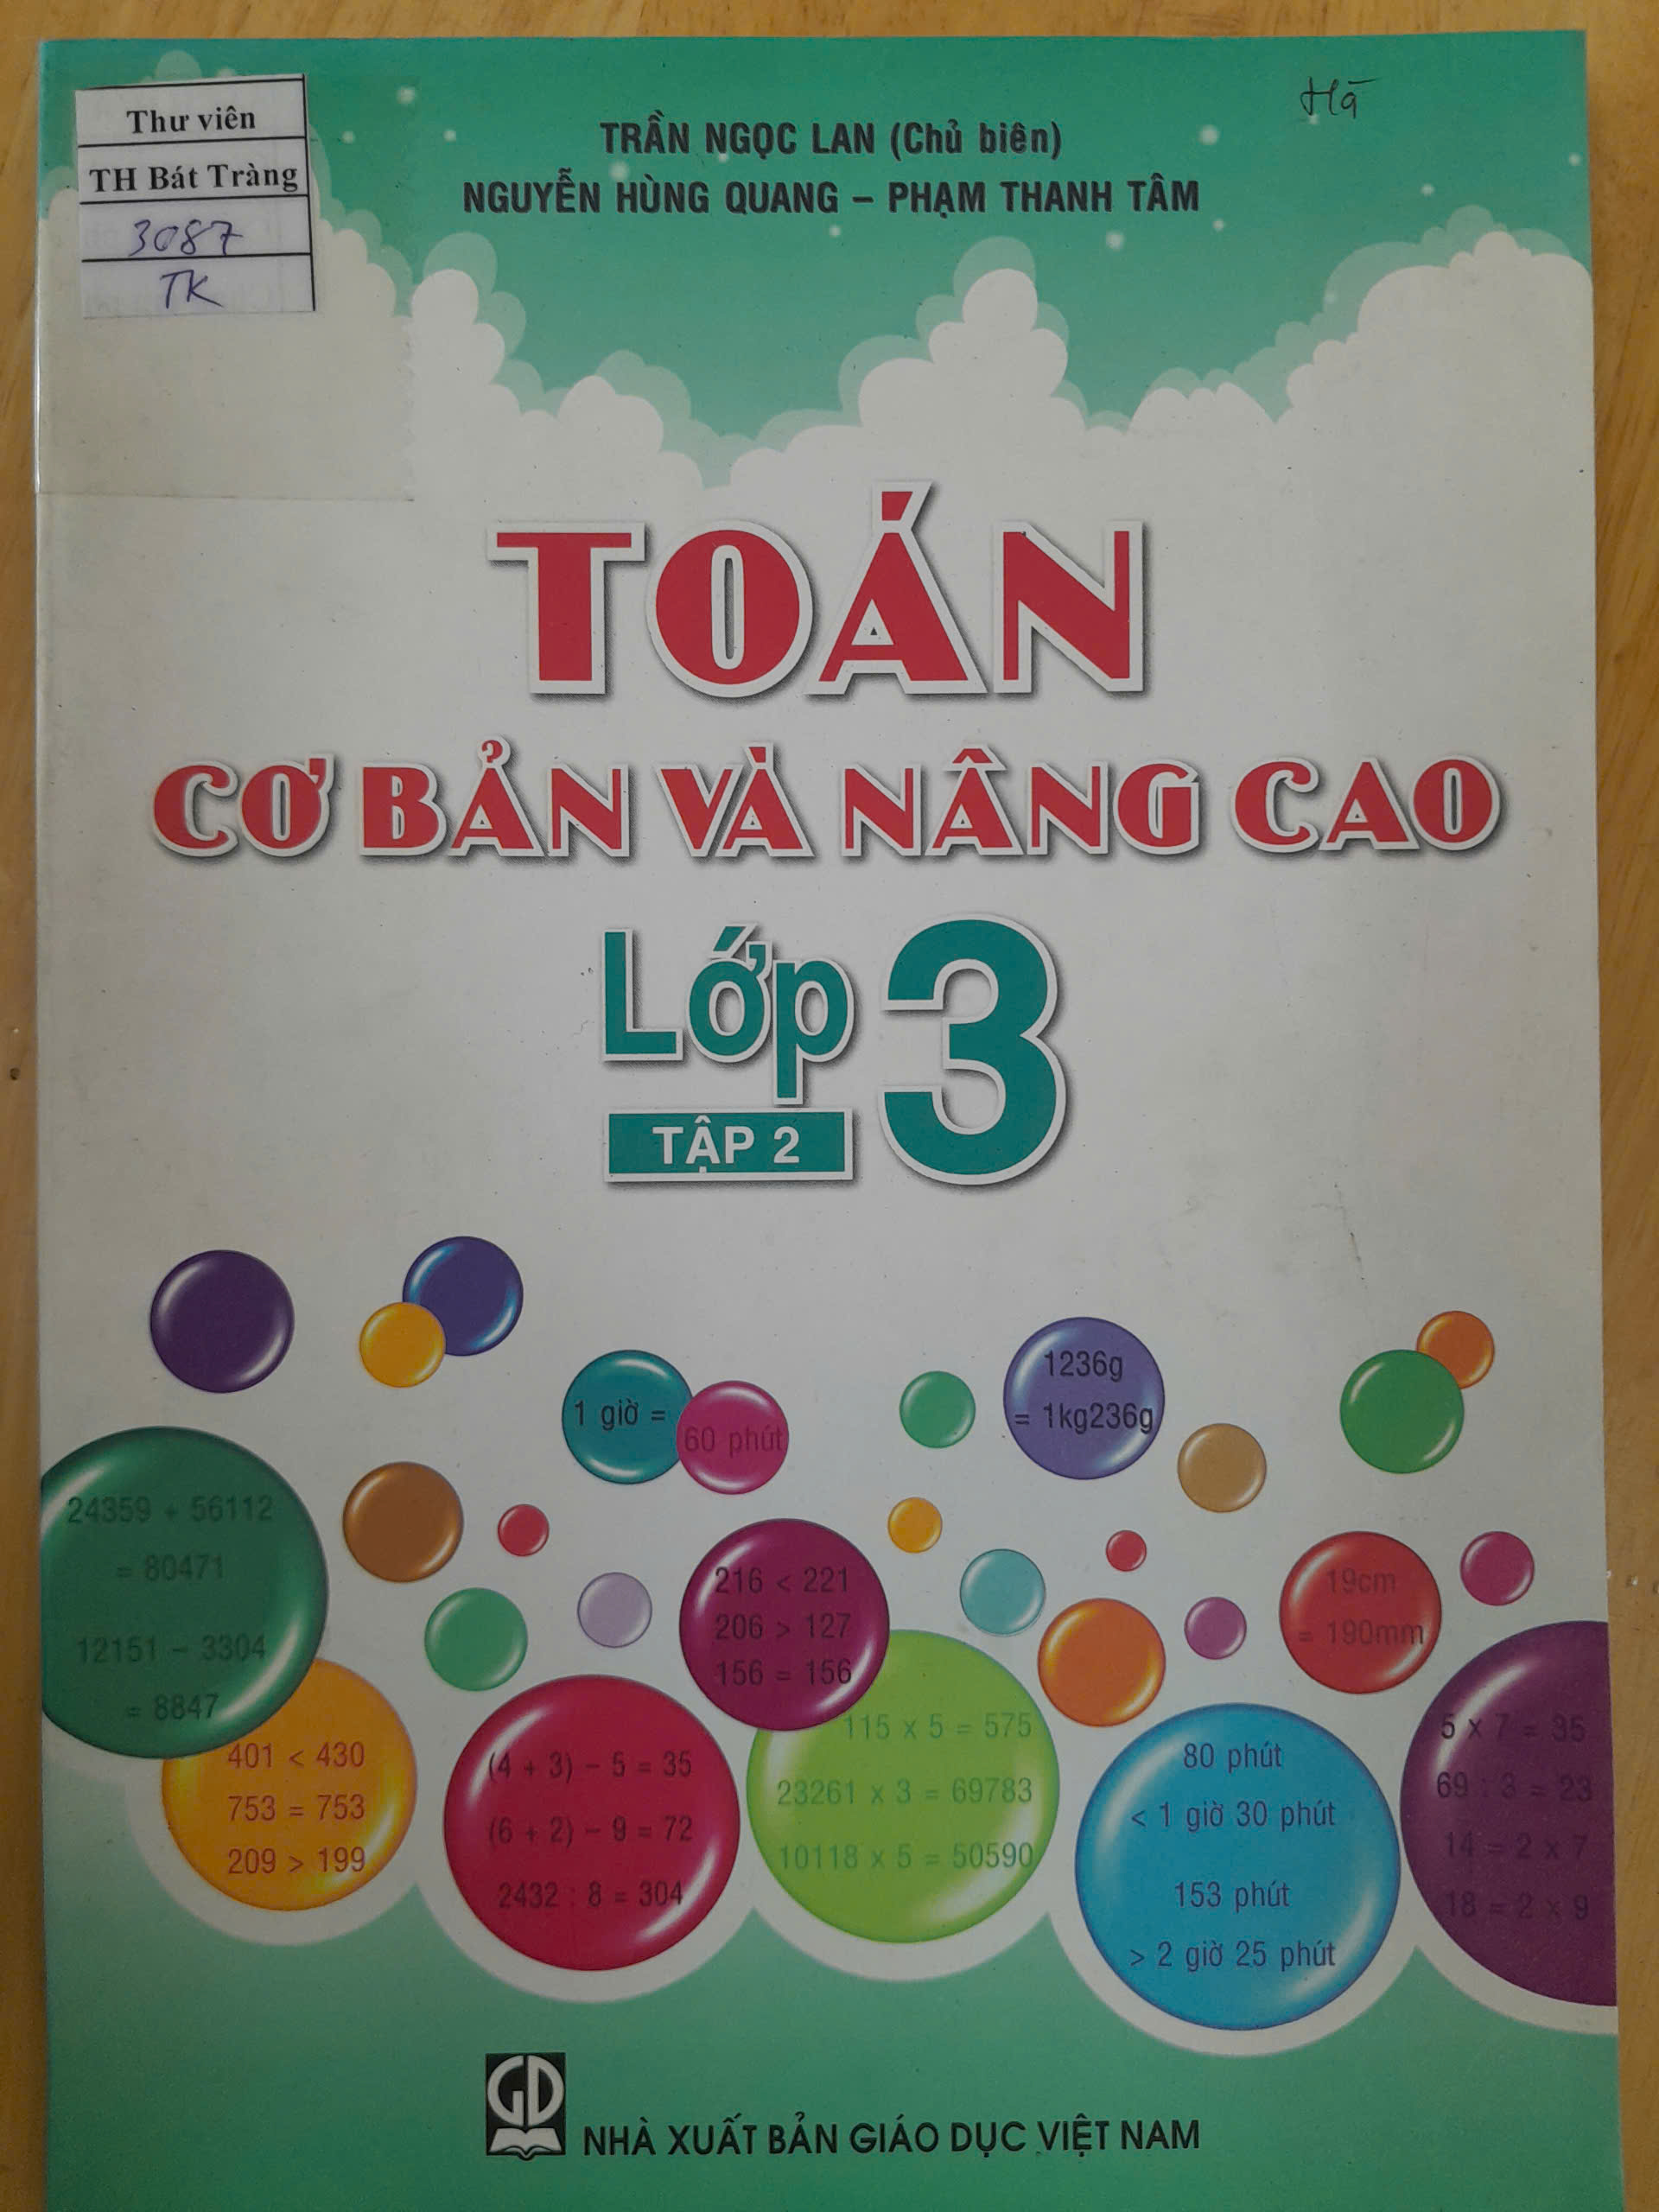 Thư viên
TH Bát Tràng
3087
TK
Hà
TRẦN NGỌC LAN (Chủ biên)
NGUYỄN HÙNG QUANG – PHẠM THANH TÂM
TOÁN
CƠ BẢN VÀ NÂNG CAO
Lớp 3
TẬP 2
1 giờ =
60 phút
1236g
= 1kg236g
24359 + 56112
= 80471
12151 – 3304
= 8847
216 < 221
206 > 127
156 = 156
19cm
= 190mm
401 < 430
753 = 753
209 > 199
(4 + 3) – 5 = 35
(6 + 2) – 9 = 72
2432 : 8 = 304
115 x 5 = 575
23261 x 3 = 69783
10118 x 5 = 50590
80 phút
< 1 giờ 30 phút
153 phút
> 2 giờ 25 phút
5 x 7 = 35
69 : 3 = 23
14 = 2 x 7
18 = 2 x 9
GD
NHÀ XUẤT BẢN GIÁO DỤC VIỆT NAM